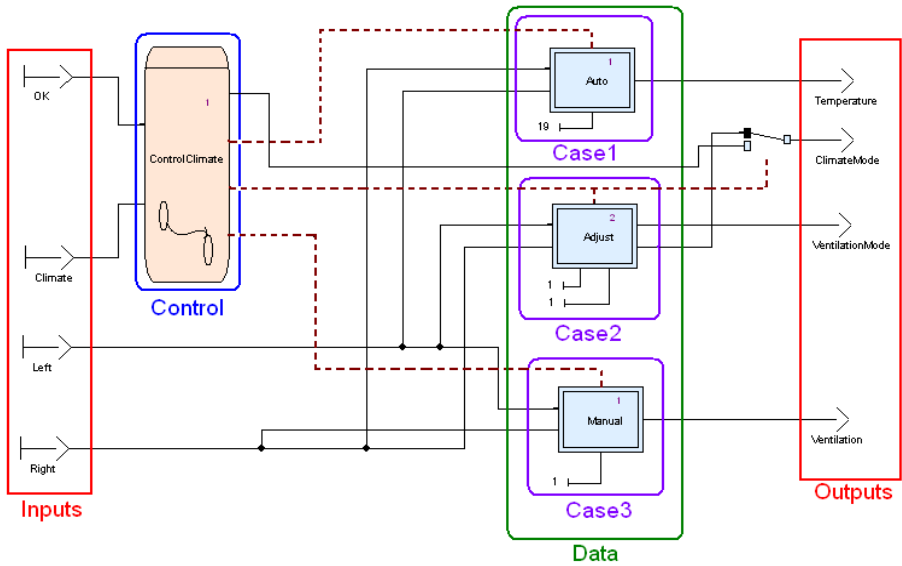 OK
Climate
Left
Right
Inputs
1
ControlClimate
Control
1
Auto
19
Case1
2
Adjust
1
1
Case2
1
Manual
1
Case3
Data
Temperature
ClimateMode
VentilationMode
Ventilation
Outputs